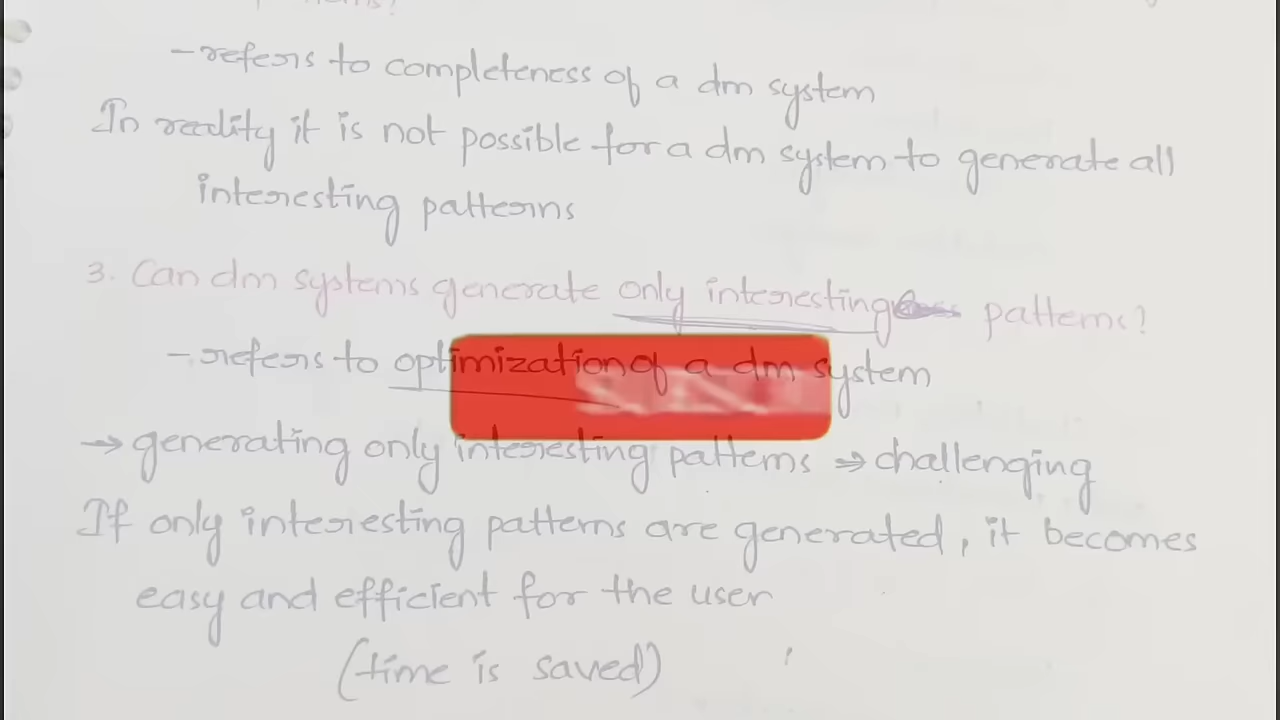 - refers to completeness of a dm system
In reality it is not possible for a dm system to generate all
interesting patterns
3. Can dm systems generate only interesting patterns?
- refers to optimization of a dm system
→ generating only interesting patterns → challenging
If only interesting patterns are generated, it becomes
easy and efficient for the user
(time is saved)